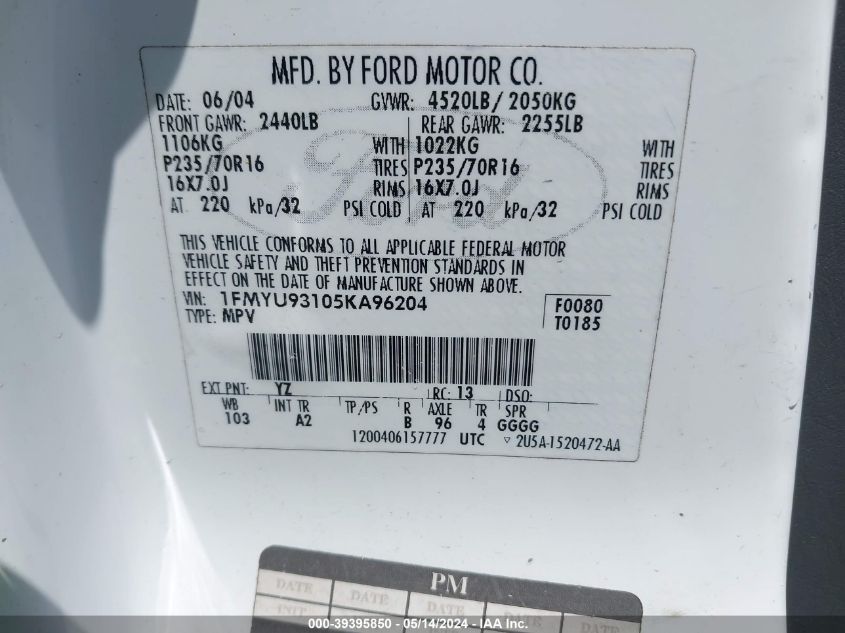 MFD. BY FORD MOTOR CO.
DATE: 06/04 GVWR: 4520LB/ 2050KG
FRONT GAWR: 2440LB REAR GAWR: 2255LB
1106KG WITH 1022KG WITH
P235/70R16 TIRES P235/70R16 TIRES
16X7.0J RIMS 16X7.0J RIMS
AT 220 kPa/32 PSI COLD AT 220 kPa/32 PSI COLD
Ford
THIS VEHICLE CONFORMS TO ALL APPLICABLE FEDERAL MOTOR
VEHICLE SAFETY AND THEFT PREVENTION STANDARDS IN
EFFECT ON THE DATE OF MANUFACTURE SHOWN ABOVE.
VIN: 1FMYU93105KA96204 F0080
TYPE: MPV T0185
EXT PNT: YZ RC: 13 DSO:
WB INT TR TP/PS R AXLE TR SPR
103 A2 B 96 4 GGGG
1200406157777 UTC ▿ 2U5A-1520472-AA
PM
DATE DATE DATE DATE
INIT
000-39395850 - 05/14/2024 - IAA Inc.